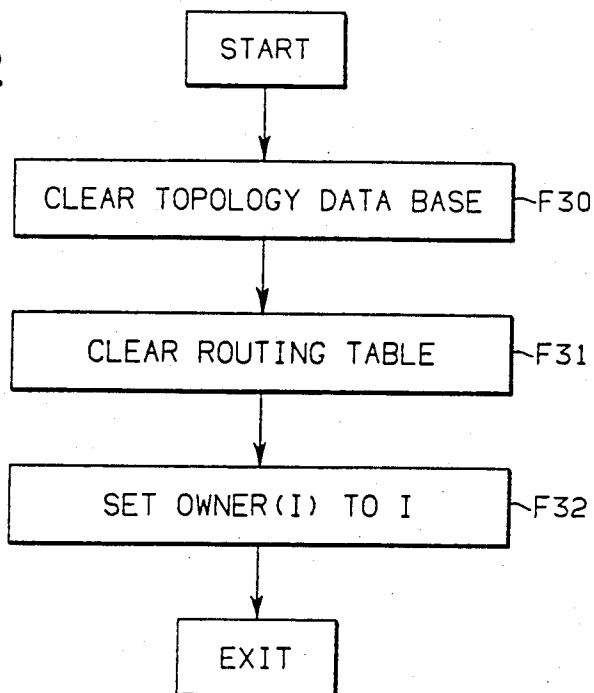 START
CLEAR TOPOLOGY DATA BASE
F30
CLEAR ROUTING TABLE
F31
SET OWNER(I) TO I
F32
EXIT